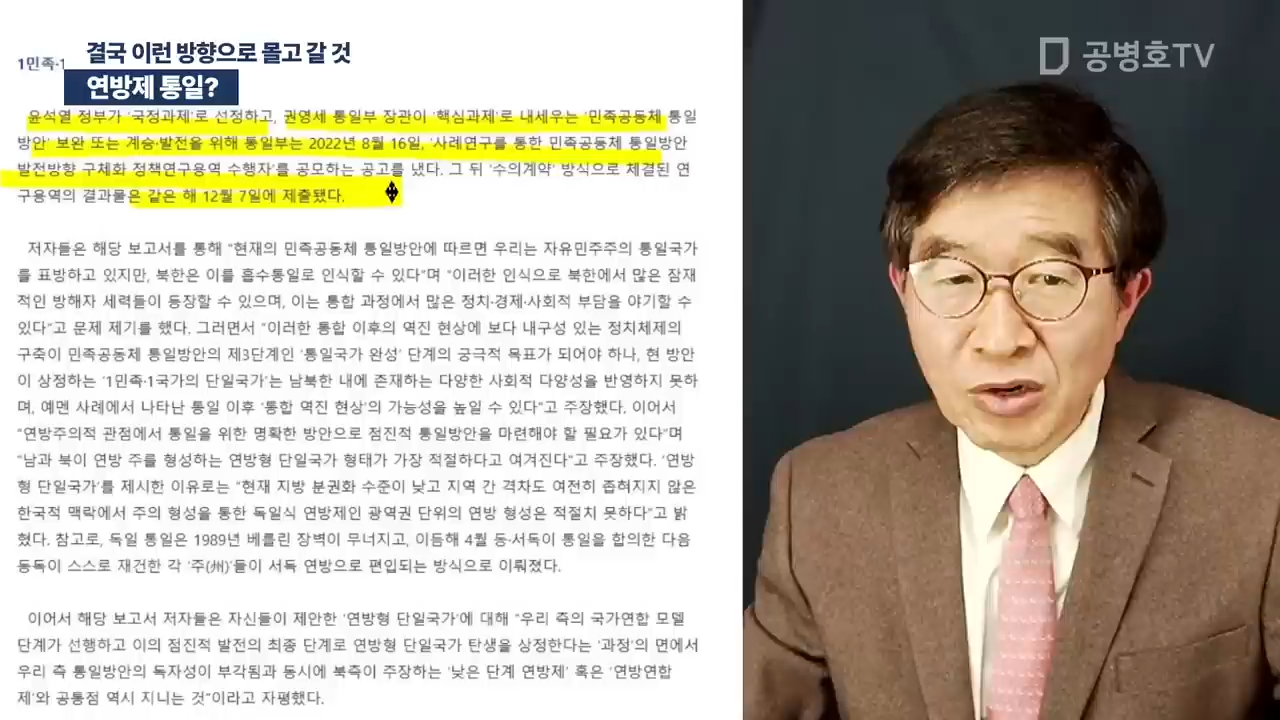 결국 이런 방향으로 몰고 갈 것
공병호TV
1민족·1
연방제 통일?
윤석열 정부가 '국정과제'로 선정하고, 권영세 통일부 장관이 '핵심과제'로 내세우는 '민족공동체 통일
방안' 보완 또는 계승·발전을 위해 통일부는 2022년 8월 16일, '사례연구를 통한 민족공동체 통일방안
발전방향 구체화 정책연구용역 수행자'를 공모하는 공고를 냈다. 그 뒤 '수의계약' 방식으로 체결된 연
구용역의 결과물은 같은 해 12월 7일에 제출됐다.
저자들은 해당 보고서를 통해 "현재의 민족공동체 통일방안에 따르면 우리는 자유민주주의 통일국가
를 표방하고 있지만, 북한은 이를 흡수통일로 인식할 수 있다"며 "이러한 인식으로 북한에서 많은 잠재
적인 방해자 세력들이 등장할 수 있으며, 이는 통합 과정에서 많은 정치·경제·사회적 부담을 야기할 수
있다"고 문제 제기를 했다. 그러면서 "이러한 통합 이후의 역진 현상에 보다 내구성 있는 정치체제의
구축이 민족공동체 통일방안의 제3단계인 '통일국가 완성' 단계의 궁극적 목표가 되어야 하나, 현 방안
이 상정하는 '1민족·1국가의 단일국가'는 남북한 내에 존재하는 다양한 사회적 다양성을 반영하지 못하
며, 예멘 사례에서 나타난 통일 이후 '통합 역진 현상'의 가능성을 높일 수 있다"고 주장했다. 이어서
"연방주의적 관점에서 통일을 위한 명확한 방안으로 점진적 통일방안을 마련해야 할 필요가 있다"며
"남과 북이 연방 주를 형성하는 연방형 단일국가 형태가 가장 적절하다고 여겨진다"고 주장했다. '연방
형 단일국가'를 제시한 이유로는 "현재 지방 분권화 수준이 낮고 지역 간 격차도 여전히 좁혀지지 않은
한국적 맥락에서 주의 형성을 통한 독일식 연방제인 광역권 단위의 연방 형성은 적절치 못하다"고 밝
혔다. 참고로, 독일 통일은 1989년 베를린 장벽이 무너지고, 이듬해 4월 동·서독이 통일을 합의한 다음
동독이 스스로 재건한 각 '주(州)'들이 서독 연방으로 편입되는 방식으로 이뤄졌다.
이어서 해당 보고서 저자들은 자신들이 제안한 '연방형 단일국가'에 대해 "우리 측의 국가연합 모델
단계가 선행하고 이의 점진적 발전의 최종 단계로 연방형 단일국가 탄생을 상정한다는 '과정'의 면에서
우리 측 통일방안의 독자성이 부각됨과 동시에 북측이 주장하는 '낮은 단계 연방제' 혹은 '연방연합
제'와 공통점 역시 지니는 것"이라고 자평했다.